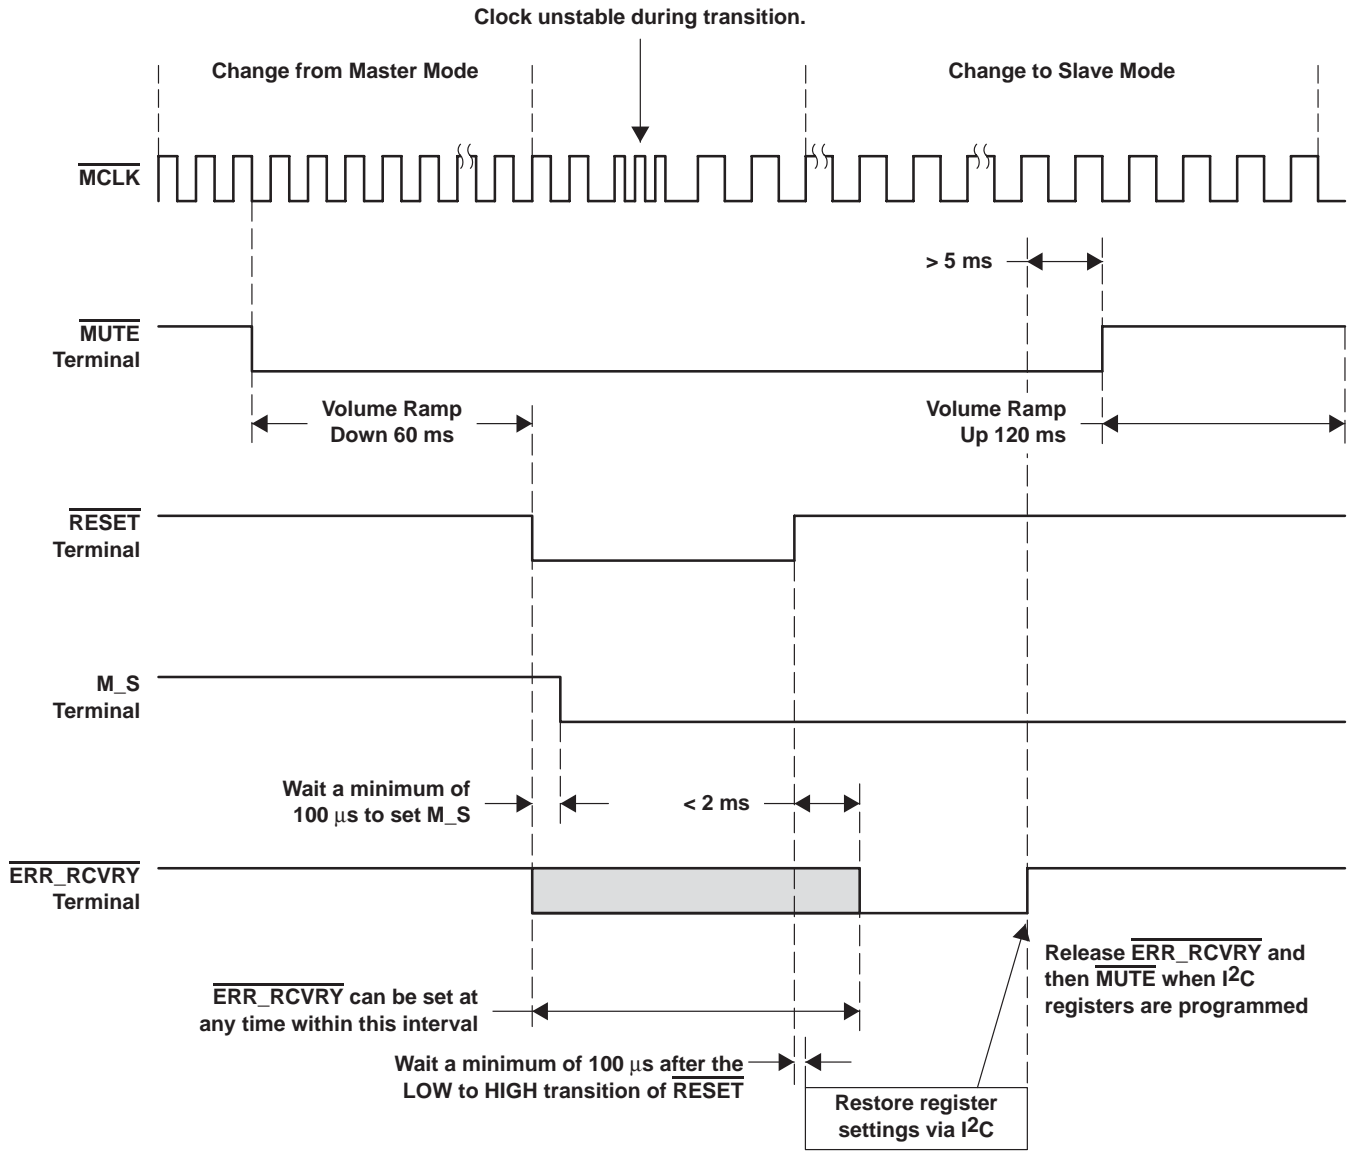 Clock unstable during transition.
Change from Master Mode
Change to Slave Mode
MCLK
> 5 ms
MUTE
Terminal
Volume Ramp
Down 60 ms
Volume Ramp
Up 120 ms
RESET
Terminal
M_S
Terminal
Wait a minimum of
100 μs to set M_S
< 2 ms
ERR_RCVRY
Terminal
Release ERR_RCVRY and
then MUTE when I2C
registers are programmed
ERR_RCVRY can be set at
any time within this interval
Wait a minimum of 100 μs after the
LOW to HIGH transition of RESET
Restore register
settings via I2C